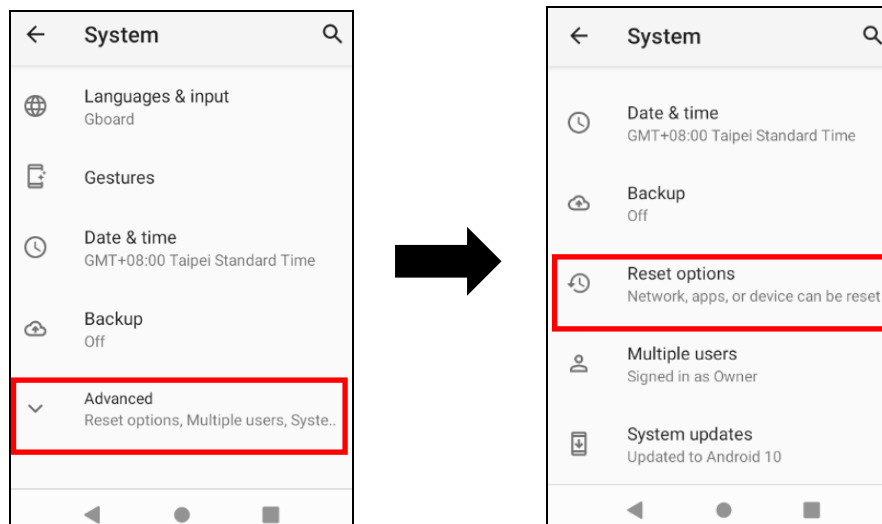 System
Languages & input
Gboard
Gestures
Date & time
GMT+08:00 Taipei Standard Time
Backup
Off
Advanced
Reset options, Multiple users, Syste..
System
Date & time
GMT+08:00 Taipei Standard Time
Backup
Off
Reset options
Network, apps, or device can be reset
Multiple users
Signed in as Owner
System updates
Updated to Android 10